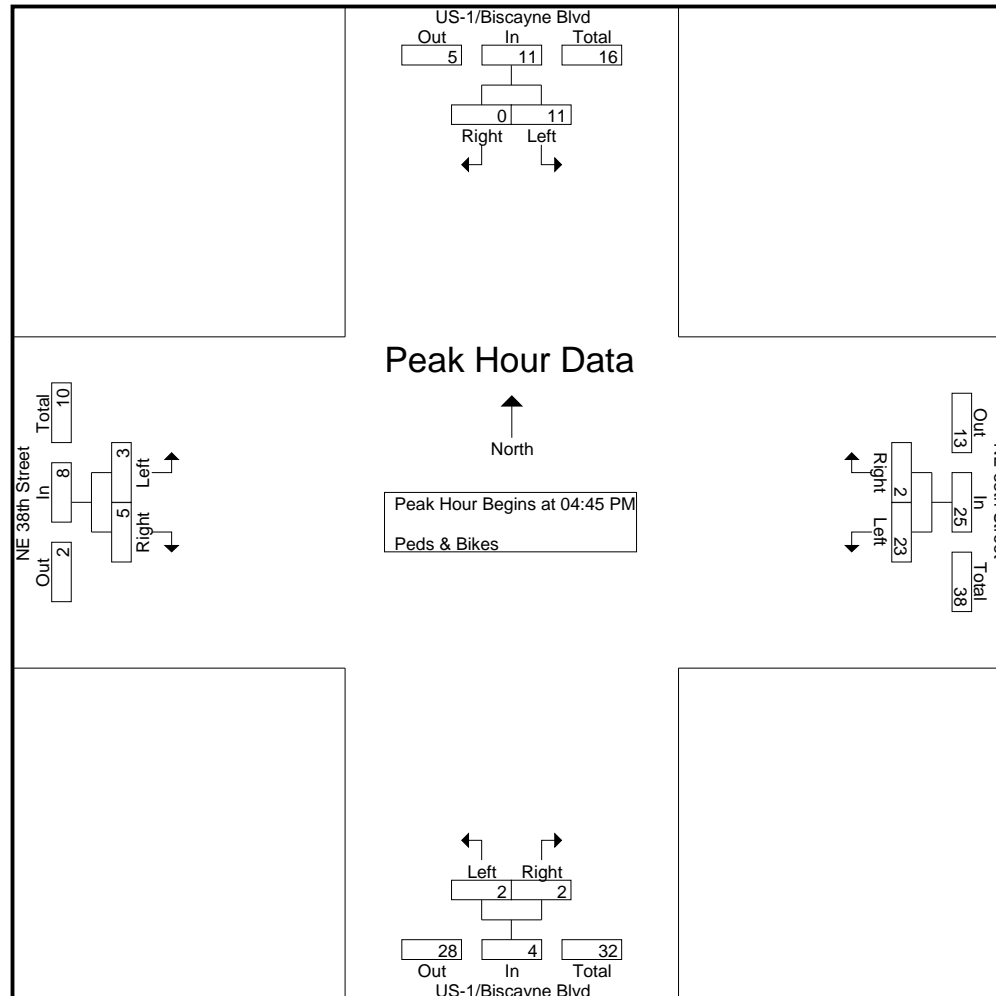 US-1/Biscayne Blvd
Out In Total
5 11 16
0 11
Right Left
Peak Hour Data
North
Peak Hour Begins at 04:45 PM
Peds & Bikes
NE 38th Street
Out In Total
2 8 10
Left
3
Right
5
Out In Total
13 25 38
Right
2
Left
23
Street
Left Right
2 2
28 4 32
Out In Total
US-1/Biscayne Blvd